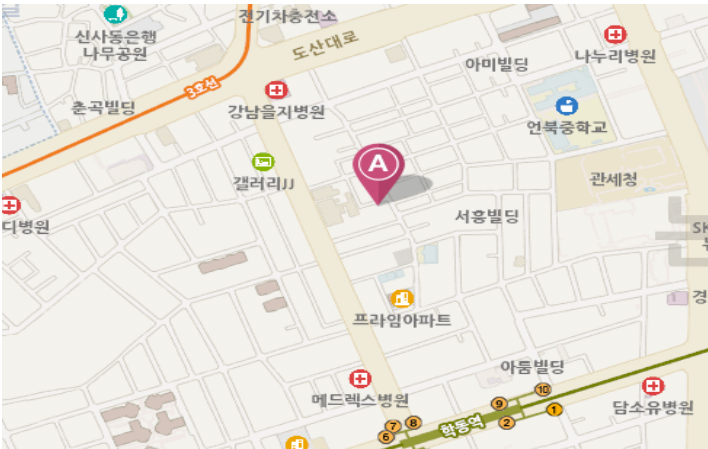 전기차충전소
신사동은행
나무공원
도산대로
나누리병원
아미빌딩
3호선
춘곡빌딩
강남을지병원
언북중학교
A
갤러리JJ
관세청
디병원
서흥빌딩
SK
경
프라임아파트
아룸빌딩
메드렉스병원
10
9
1
2
담소유병원
7
8
6
학동역